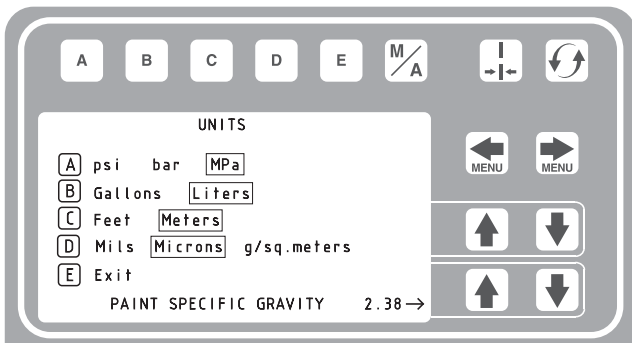 A B C D E M/A
UNITS
MENU MENU
A psi bar MPa
B Gallons Liters
C Feet Meters
D Mils Microns g/sq.meters
E Exit
PAINT SPECIFIC GRAVITY 2.38→